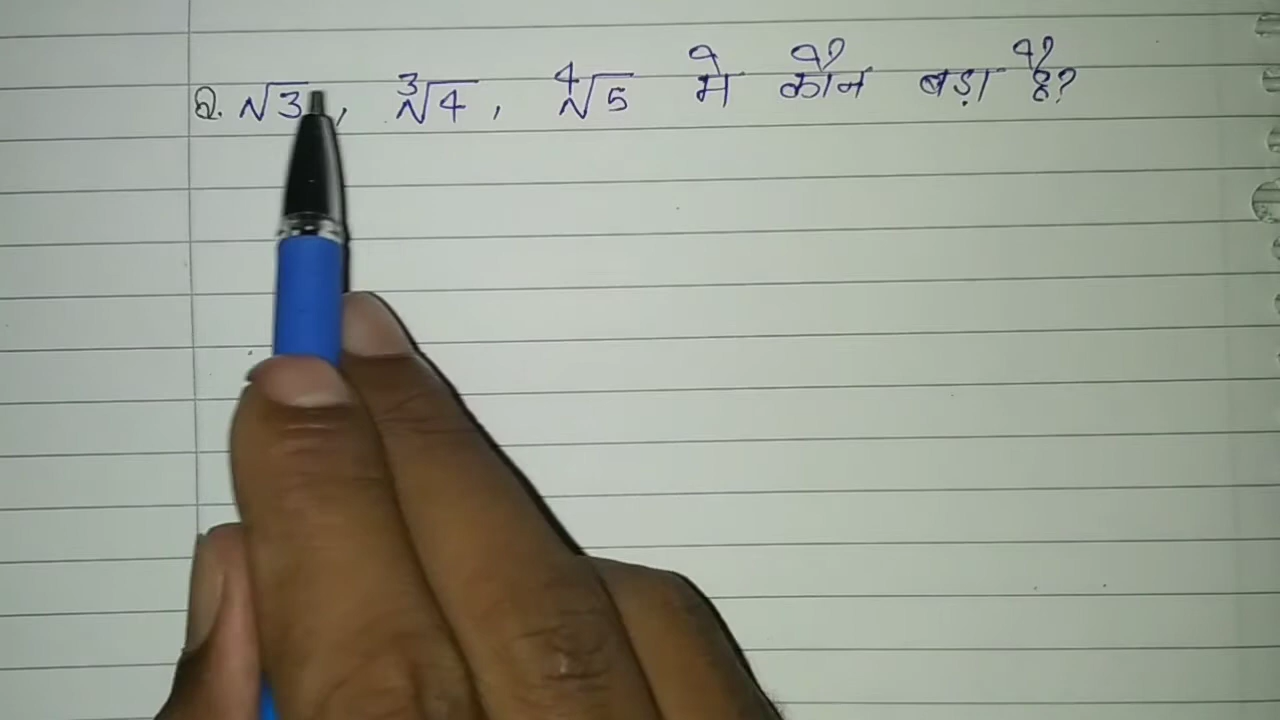 Q. √3, ∛4, ∜5 मे कौन बड़ा है?